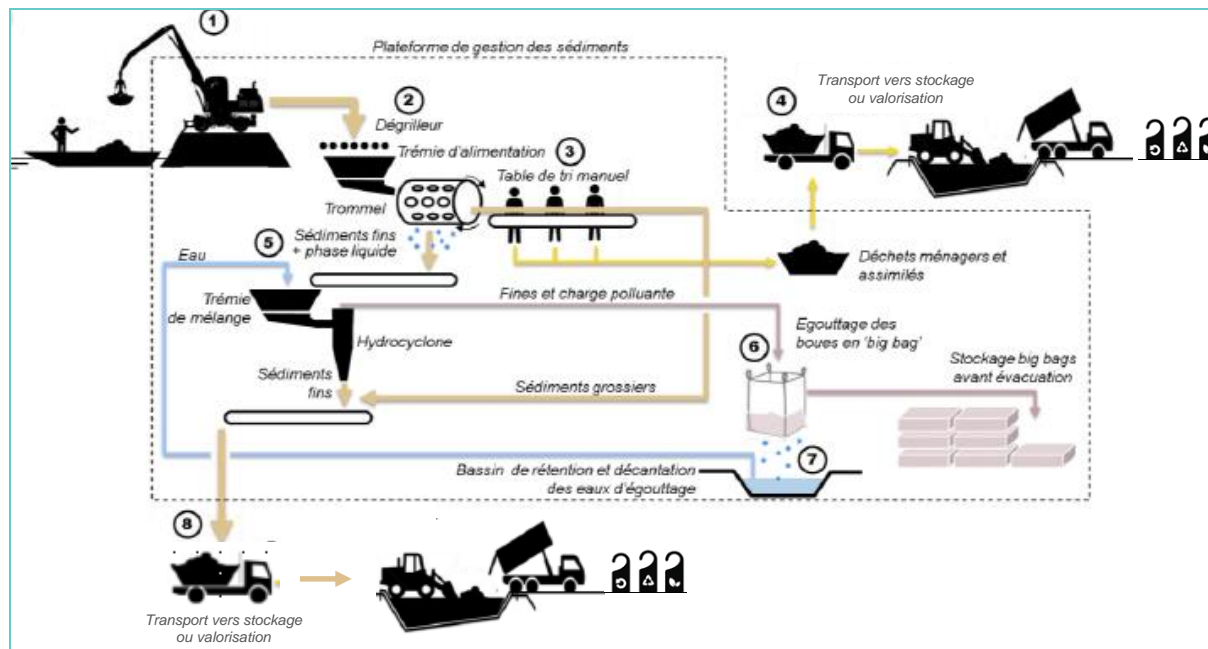 1
Plateforme de gestion des sédiments
2
Dégrilleur
Trémie d'alimentation
3
Table de tri manuel
Trommel
4
Transport vers stockage
ou valorisation
5
Sédiments fins
+ phase liquide
Eau
Déchets ménagers et
assimilés
Trémie
de mélange
Fines et charge polluante
Hydrocyclone
6
Egouttage des
boues en 'big bag'
Stockage big bags
avant évacuation
Sédiments
fins
Sédiments grossiers
7
Bassin de rétention et décantation
des eaux d'égouttage
8
Transport vers stockage
ou valorisation